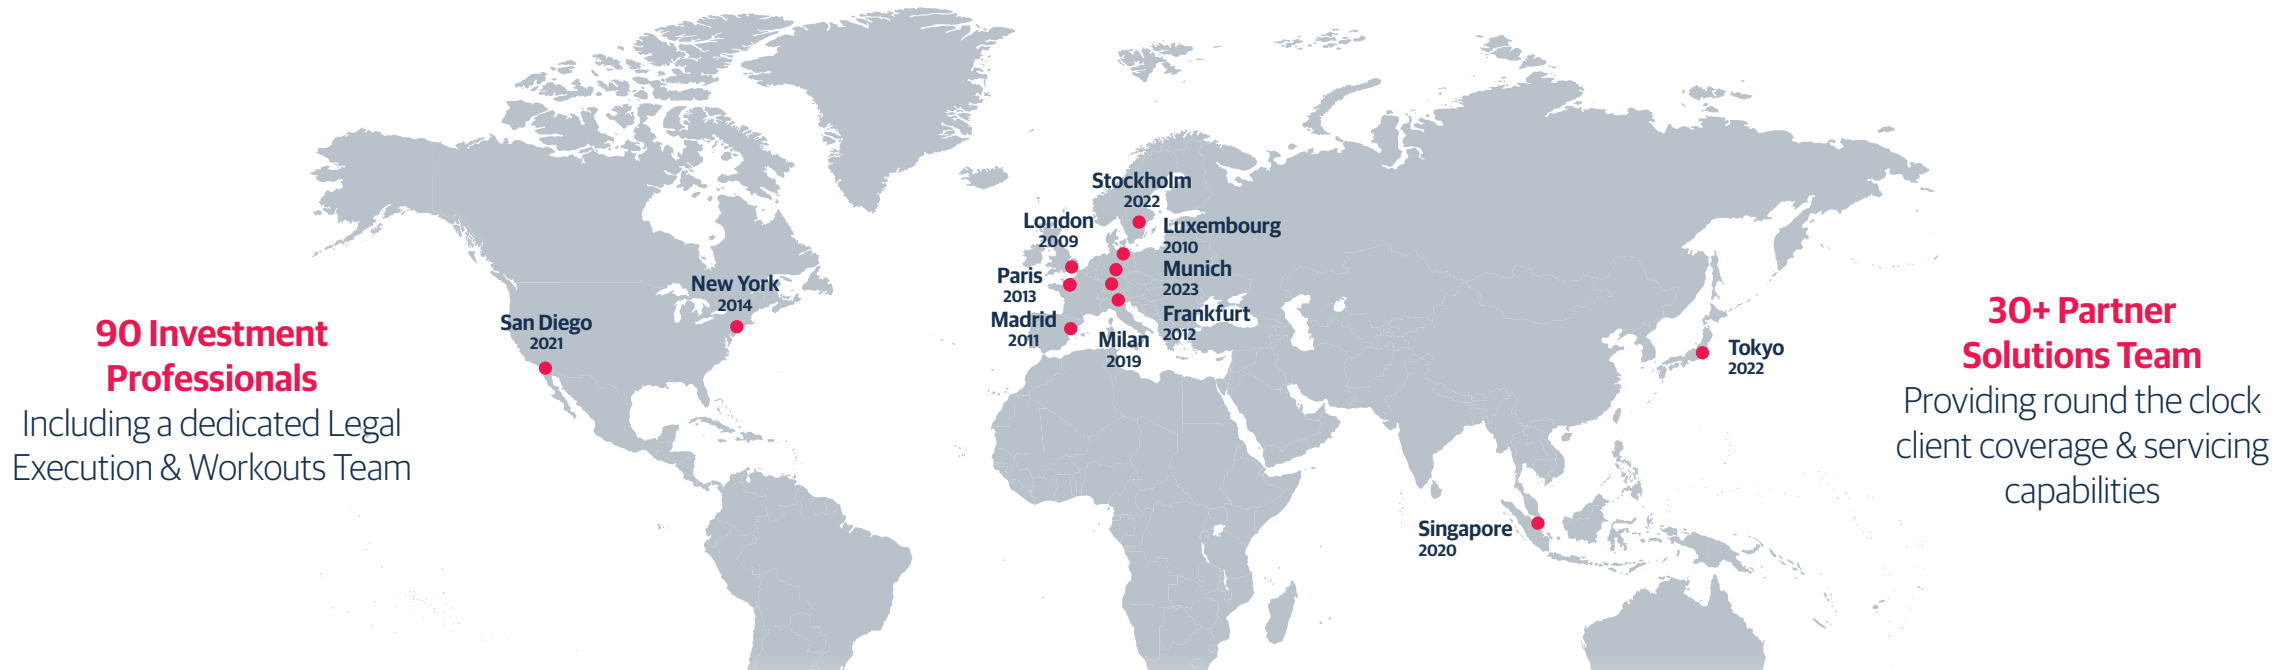 90 Investment
Professionals
Including a dedicated Legal
Execution & Workouts Team
San Diego
2021
New York
2014
Stockholm
2022
London
2009
Luxembourg
2010
Paris
2013
Munich
2023
Madrid
2011
Frankfurt
2012
Milan
2019
Singapore
2020
Tokyo
2022
30+ Partner
Solutions Team
Providing round the clock
client coverage & servicing
capabilities